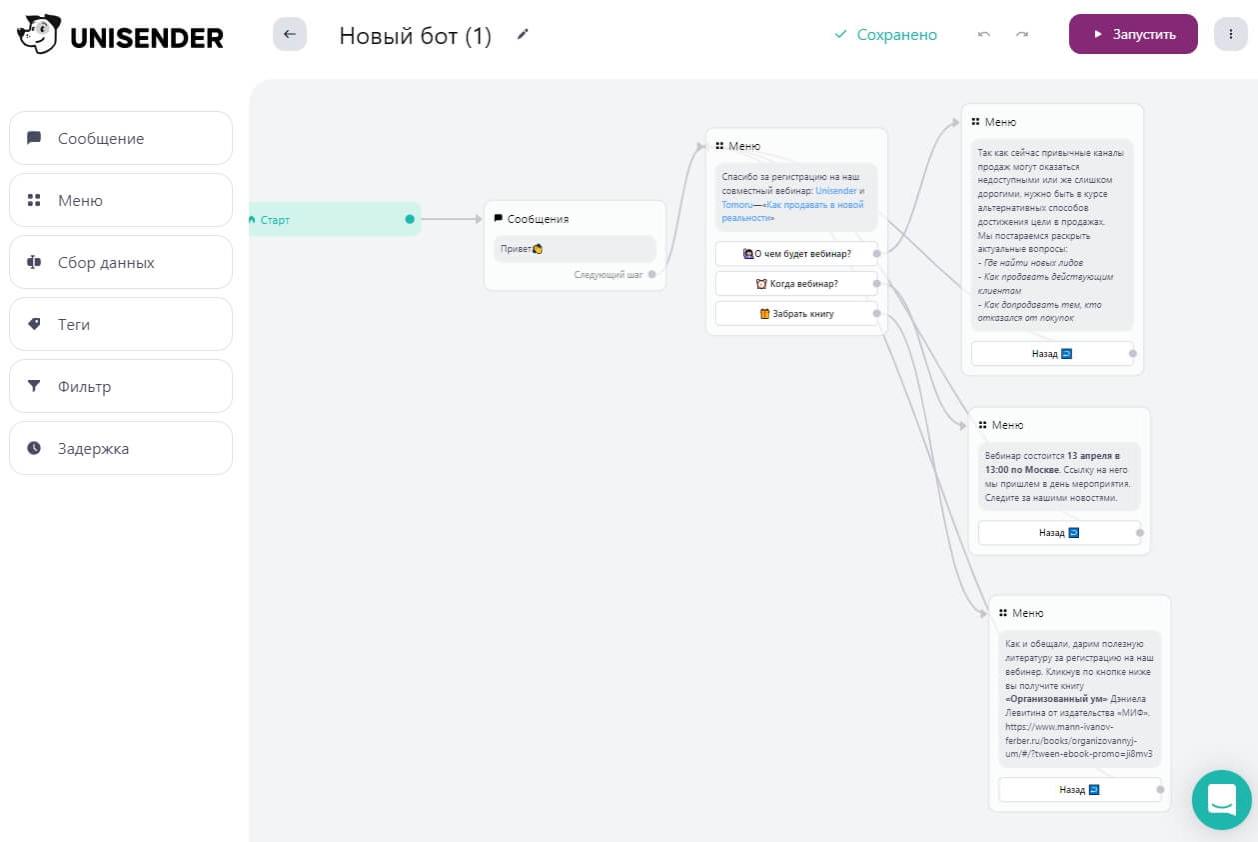 UNISENDER
Новый бот (1)
Сохранено
Запустить
Сообщение
Меню
Сбор данных
Теги
Фильтр
Задержка
Старт
Сообщения
Привет
Следующий шаг
Меню
Спасибо за регистрацию на наш
совместный вебинар: Unisender и
Tomoru—«Как продавать в новой
реальности»
О чем будет вебинар?
Когда вебинар?
Забрать книгу
Меню
Так как сейчас привычные каналы
продаж могут оказаться
недоступными или же слишком
дорогими, нужно быть в курсе
альтернативных способов
достижения цели в продажах.
Мы постараемся раскрыть
актуальные вопросы:
- Где найти новых лидов
- Как продавать действующим
клиентам
- Как допродавать тем, кто
отказался от покупок
Назад
Меню
Вебинар состоится 13 апреля в
13:00 по Москве. Ссылку на него
мы пришлем в день мероприятия.
Следите за нашими новостями.
Назад
Меню
Как и обещали, дарим полезную
литературу за регистрацию на наш
вебинер. Кликнув по кнопке ниже
вы получите книгу
«Организованный ум» Дэниела
Левитина от издательства «МИФ».
https://www.mann-ivanov-
ferber.ru/books/organizovannyj-
um/#/?tween-ebook-promo=ji8mv3
Назад